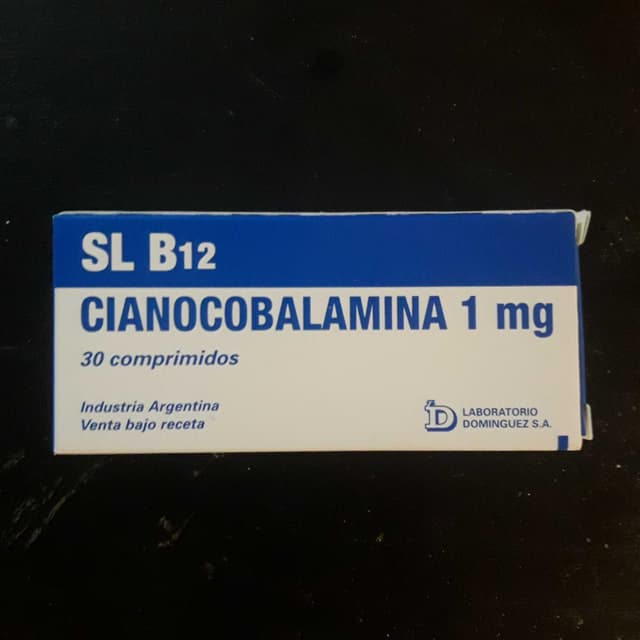 SL B12
CIANOCOBALAMINA 1 mg
30 comprimidos
Industria Argentina
Venta bajo receta
LABORATORIO
DOMINGUEZ S.A.